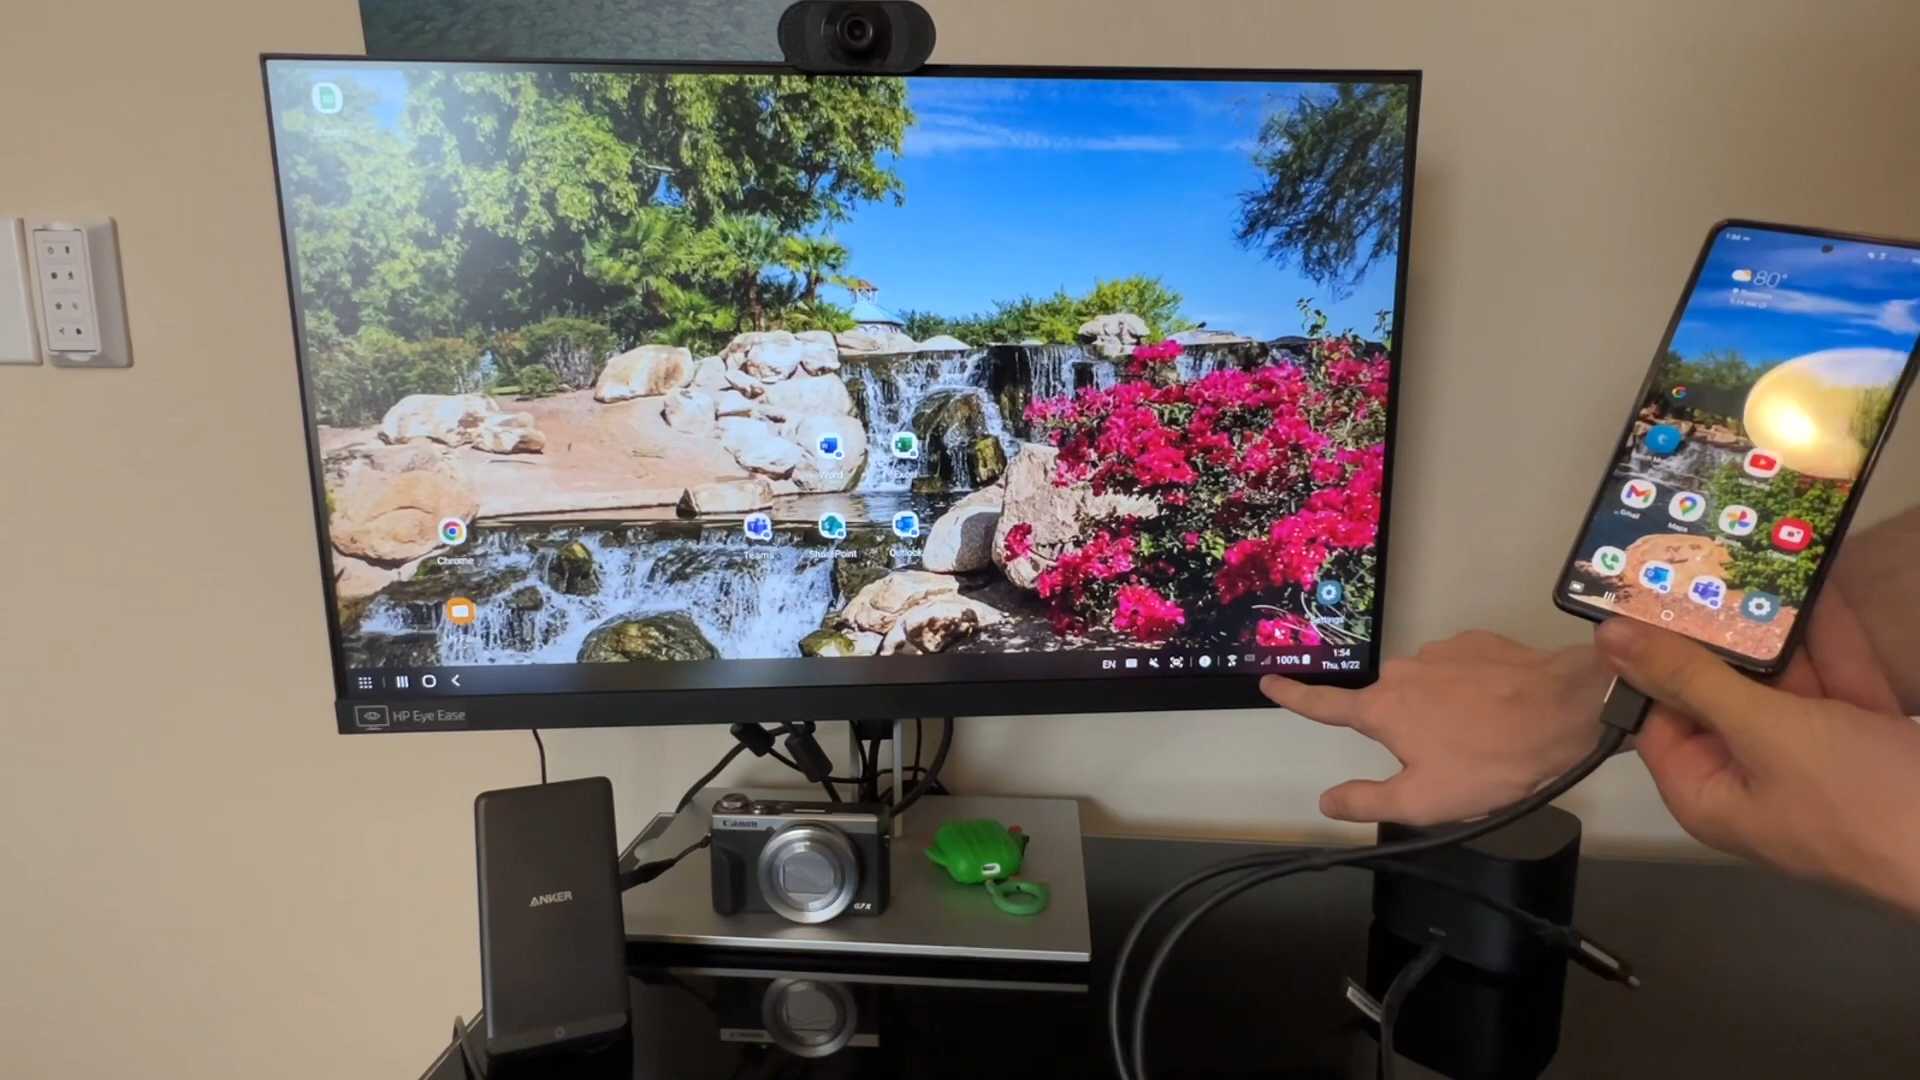 Sheets
Word
Excel
Teams
SharePoint
Outlook
Chrome
Settings
EN
100%
1:54
Thu, 9/22
HP Eye Ease
80°
Gmail
Maps
ANKER
Canon
G7X